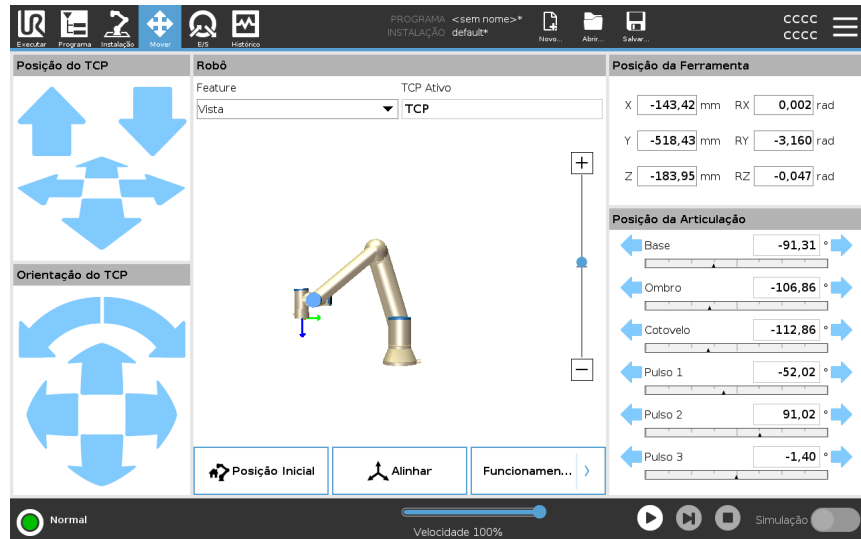 UR
PROGRAMA <sem nome>*
INSTALAÇÃO default*
CCCC
CCCC
Executar Programa Instalação Mover E/S Histórico Novo... Abrir... Salvar...
Posição do TCP
Robô
Posição da Ferramenta
Feature TCP Ativo
Vista TCP
X -143,42 mm RX 0,002 rad
Y -518,43 mm RY -3,160 rad
Z -183,95 mm RZ -0,047 rad
Posição da Articulação
Base -91,31 °
Orientação do TCP
Ombro -106,86 °
Cotovelo -112,86 °
Pulso 1 -52,02 °
Pulso 2 91,02 °
Pulso 3 -1,40 °
Posição Inicial Alinhar Funcionamen...
Normal
Velocidade 100%
Simulação